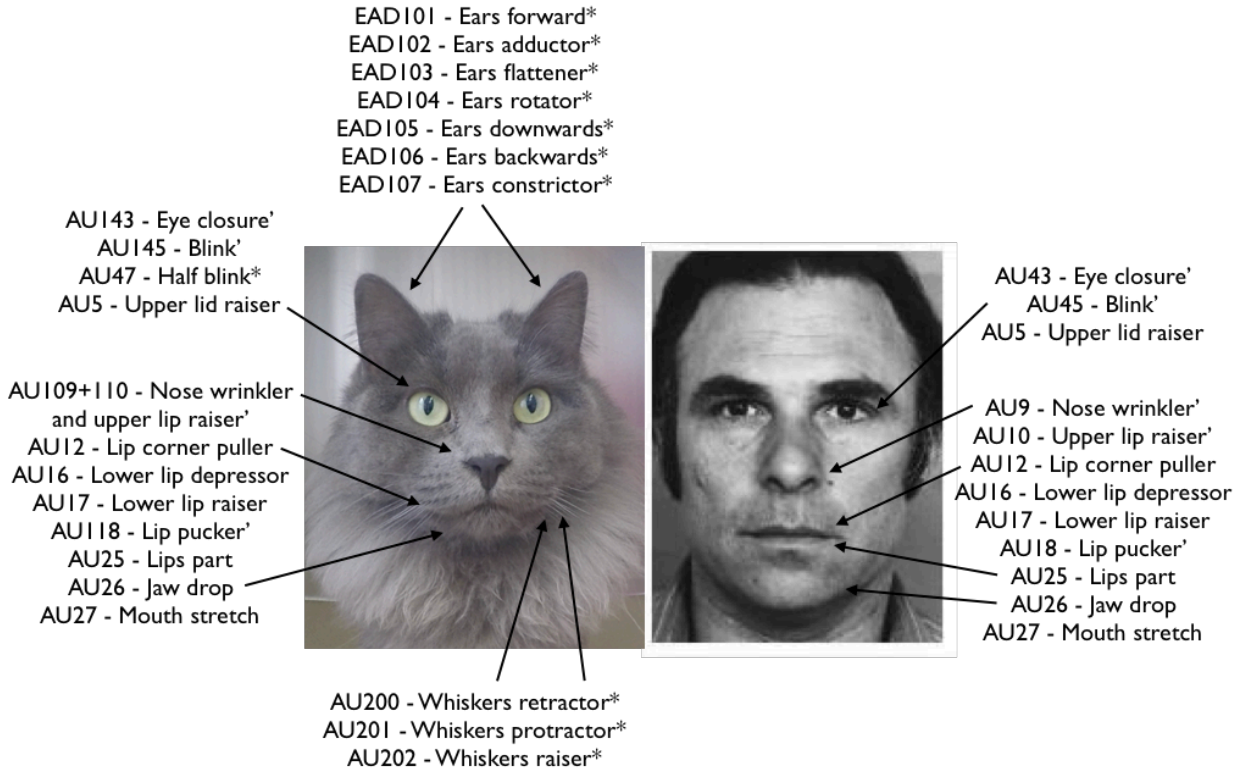 EAD101 - Ears forward*
EAD102 - Ears adductor*
EAD103 - Ears flattener*
EAD104 - Ears rotator*
EAD105 - Ears downwards*
EAD106 - Ears backwards*
EAD107 - Ears constrictor*
AU143 - Eye closure’
AU145 - Blink’
AU47 - Half blink*
AU5 - Upper lid raiser
AU109+110 - Nose wrinkler
and upper lip raiser’
AU12 - Lip corner puller
AU16 - Lower lip depressor
AU17 - Lower lip raiser
AU118 - Lip pucker’
AU25 - Lips part
AU26 - Jaw drop
AU27 - Mouth stretch
AU43 - Eye closure’
AU45 - Blink’
AU5 - Upper lid raiser
AU9 - Nose wrinkler’
AU10 - Upper lip raiser’
AU12 - Lip corner puller
AU16 - Lower lip depressor
AU17 - Lower lip raiser
AU18 - Lip pucker’
AU25 - Lips part
AU26 - Jaw drop
AU27 - Mouth stretch
AU200 - Whiskers retractor*
AU201 - Whiskers protractor*
AU202 - Whiskers raiser*